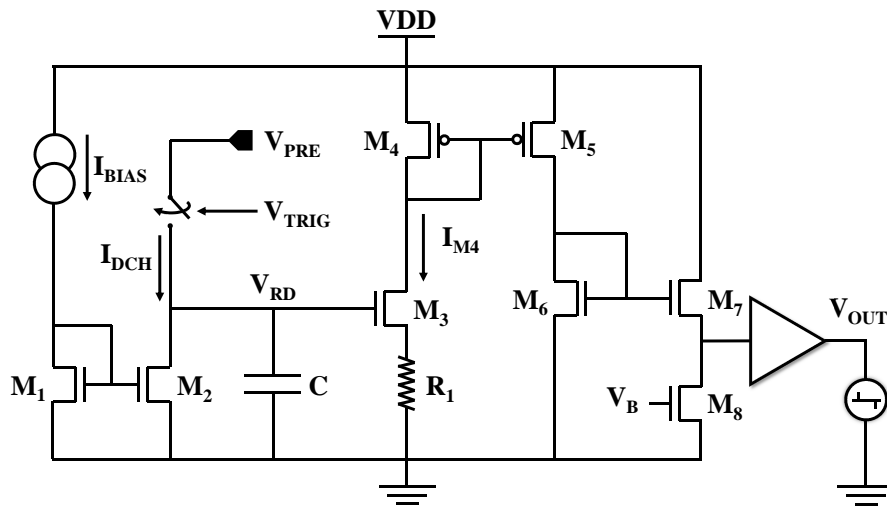 VDD
M4
M5
VPRE
IBIAS
VTRIG
IDCH
IM4
VRD
M3
M6
M7
VOUT
M1
M2
C
R1
VB
M8